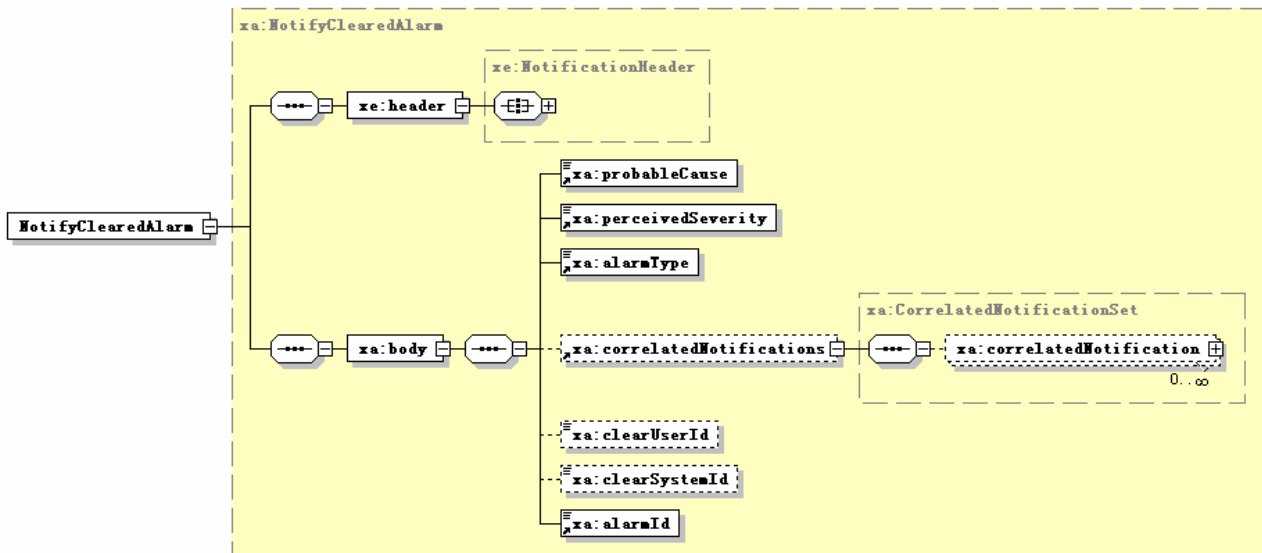 xa:NotifyClearedAlarm
xe:NotificationHeader
xe:header
xa:probableCause
xa:perceivedSeverity
NotifyClearedAlarm
xa:alarmType
xa:CorrelatedNotificationSet
xa:body
xa:correlatedNotifications
xa:correlatedNotification
0..∞
xa:clearUserId
xa:clearSystemId
xa:alarmId